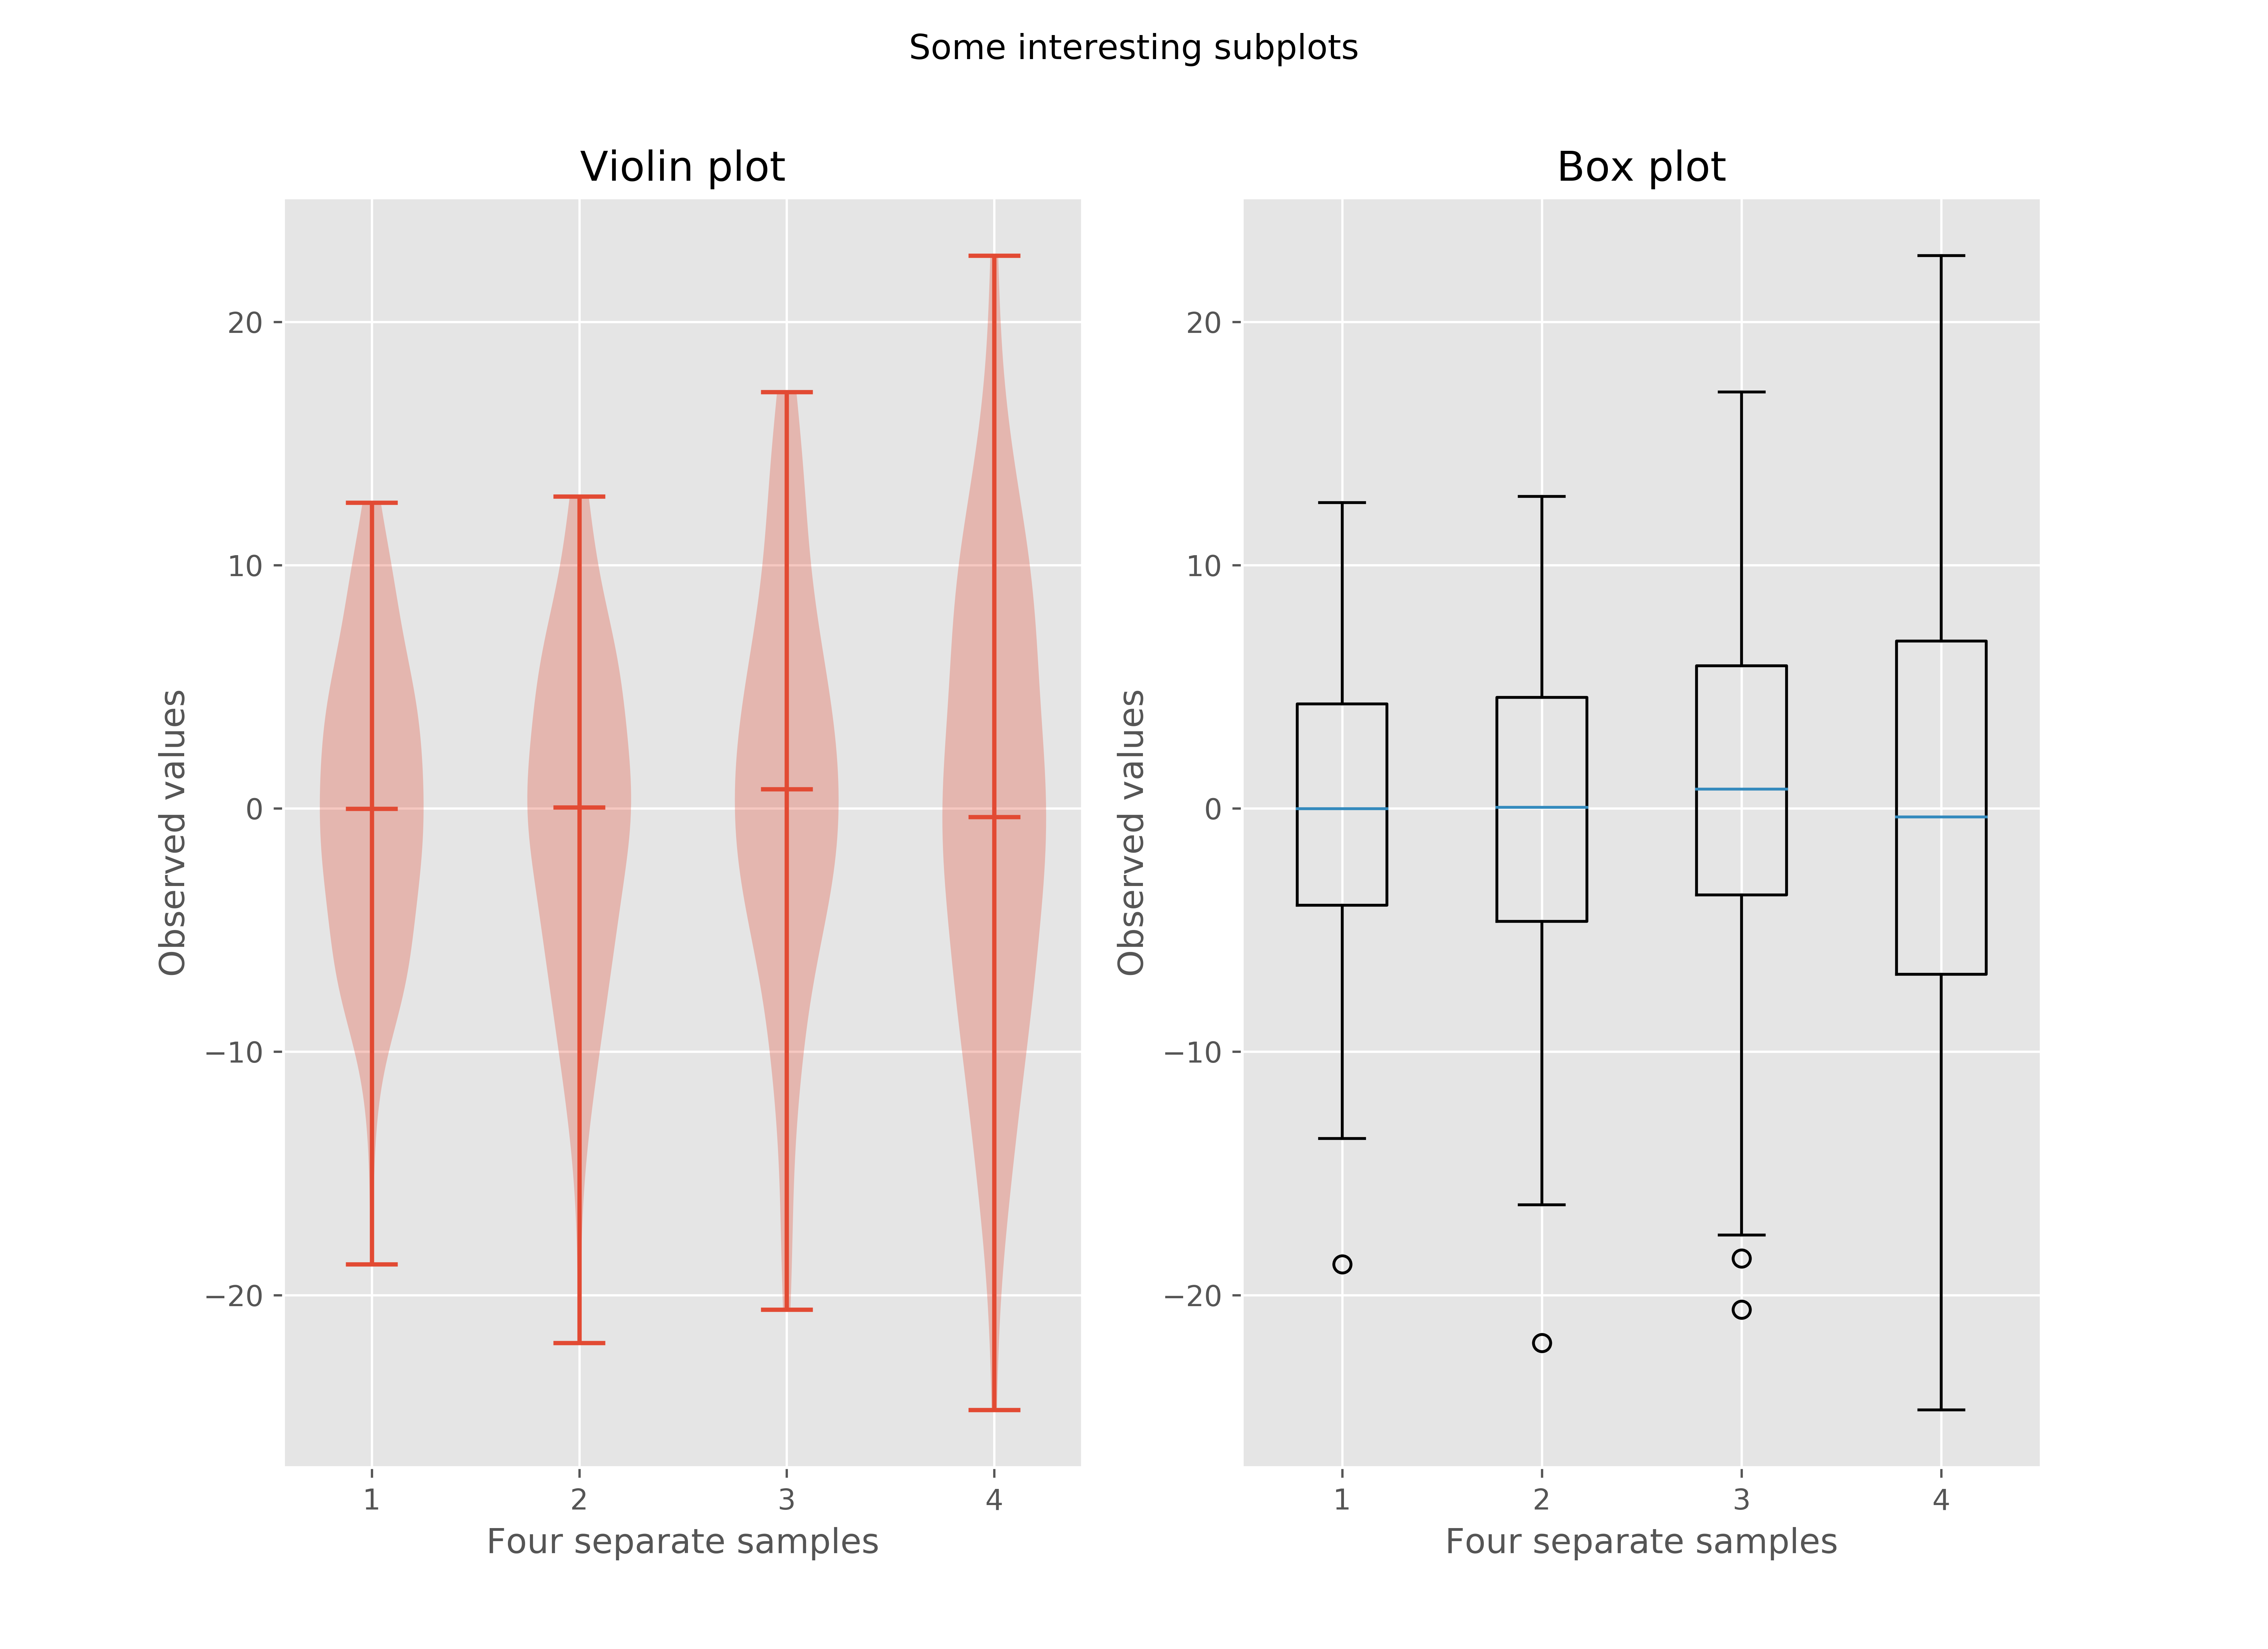 Some interesting subplots
Violin plot
20
10
0
−10
−20
Observed values
1 2 3 4
Four separate samples
Box plot
20
10
0
−10
−20
Observed values
1 2 3 4
Four separate samples